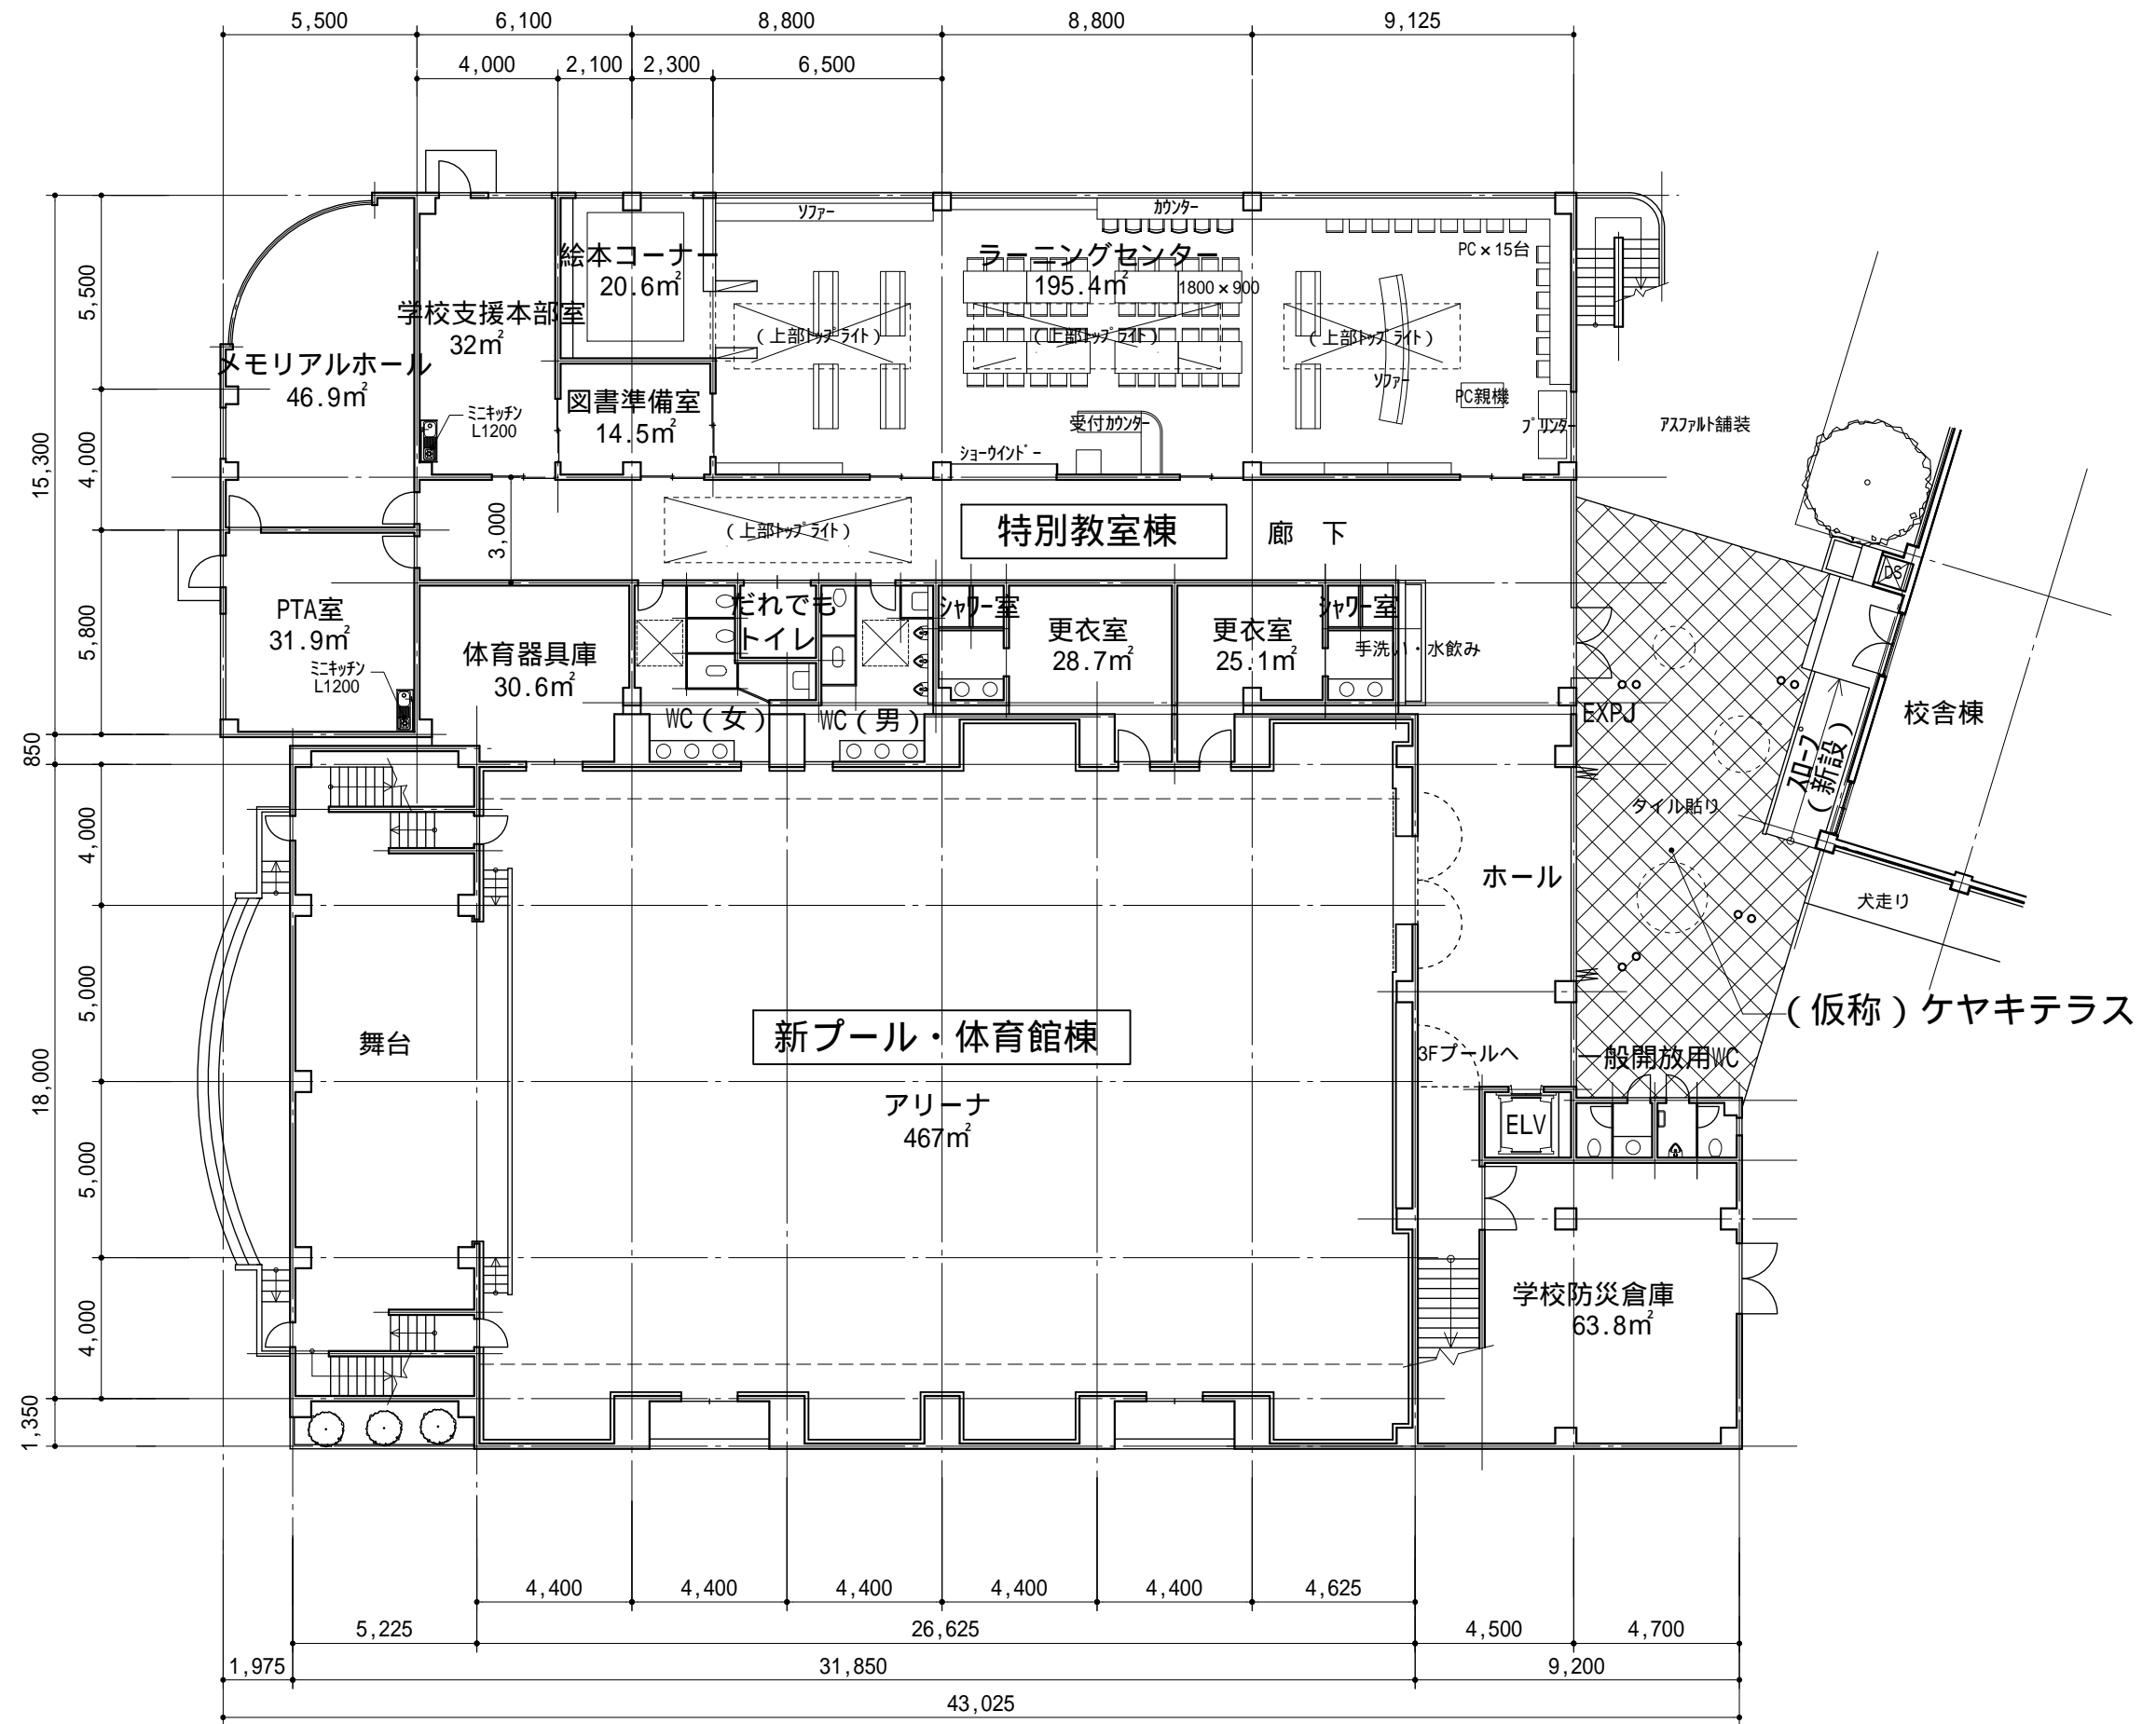 5,500
6,100
8,800
8,800
9,125
4,000
2,100
2,300
6,500
15,300
850
18,000
1,350
5,500
4,000
5,800
4,000
5,000
5,000
4,000
メモリアルホール
46.9㎡
学校支援本部室
32㎡
ミニキッチン
L1200
絵本コーナー
20.6㎡
図書準備室
14.5㎡
ソファー
カウンター
ラーニングセンター
195.4㎡
1800×900
PC×15台
（上部トップライト）
（上部トップライト）
（上部トップライト）
ソファー
PC親機
プリンター
受付カウンター
ショーウインドー
アスファルト舗装
3,000
（上部トップライト）
特別教室棟
廊 下
PTA室
31.9㎡
ミニキッチン
L1200
体育器具庫
30.6㎡
だれでも
トイレ
WC（女）
WC（男）
シャワー室
更衣室
28.7㎡
更衣室
25.1㎡
シャワー室
手洗い・水飲み
DS
EXPJ
校舎棟
スロープ
（新設）
タイル貼り
ホール
犬走り
（仮称）ケヤキテラス
舞台
新プール・体育館棟
アリーナ
467㎡
3Fプールへ
一般開放用WC
ELV
学校防災倉庫
63.8㎡
4,400
4,400
4,400
4,400
4,400
4,625
5,225
26,625
4,500
4,700
1,975
31,850
9,200
43,025